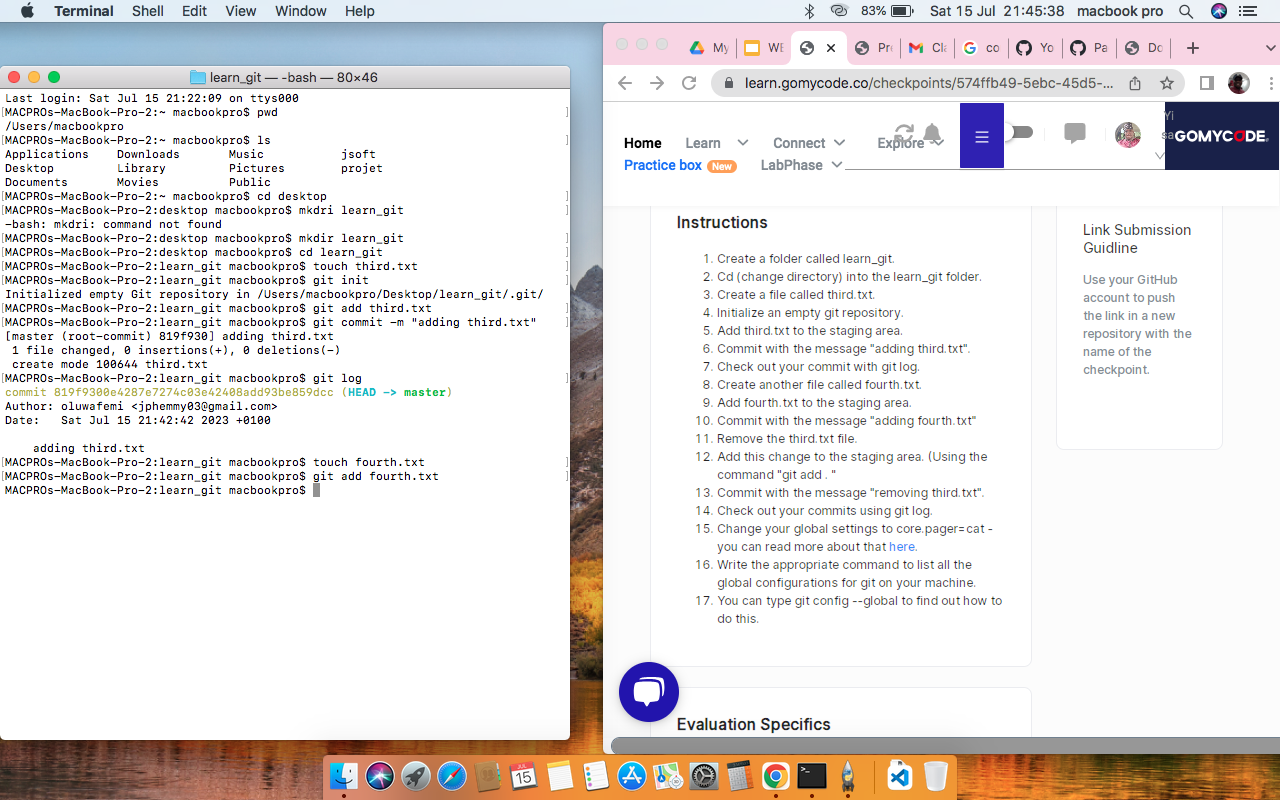 Terminal Shell Edit View Window Help 83% Sat 15 Jul 21:45:38 macbook pro
learn_git — -bash — 80×46
Last login: Sat Jul 15 21:22:09 on ttys000
[MACPROs-MacBook-Pro-2:~ macbookpro$ pwd ]
/Users/macbookpro
[MACPROs-MacBook-Pro-2:~ macbookpro$ ls ]
Applications Downloads Music jsoft
Desktop Library Pictures projet
Documents Movies Public
[MACPROs-MacBook-Pro-2:~ macbookpro$ cd desktop ]
[MACPROs-MacBook-Pro-2:desktop macbookpro$ mkdri learn_git ]
-bash: mkdri: command not found
[MACPROs-MacBook-Pro-2:desktop macbookpro$ mkdir learn_git ]
[MACPROs-MacBook-Pro-2:desktop macbookpro$ cd learn_git ]
[MACPROs-MacBook-Pro-2:learn_git macbookpro$ touch third.txt ]
[MACPROs-MacBook-Pro-2:learn_git macbookpro$ git init ]
Initialized empty Git repository in /Users/macbookpro/Desktop/learn_git/.git/
[MACPROs-MacBook-Pro-2:learn_git macbookpro$ git add third.txt ]
[MACPROs-MacBook-Pro-2:learn_git macbookpro$ git commit -m "adding third.txt" ]
[master (root-commit) 819f930] adding third.txt
1 file changed, 0 insertions(+), 0 deletions(-)
create mode 100644 third.txt
[MACPROs-MacBook-Pro-2:learn_git macbookpro$ git log ]
commit 819f9300e4287e7274c03e42408add93be859dcc (HEAD -> master)
Author: oluwafemi <jphemmy03@gmail.com>
Date: Sat Jul 15 21:42:42 2023 +0100
adding third.txt
[MACPROs-MacBook-Pro-2:learn_git macbookpro$ touch fourth.txt ]
[MACPROs-MacBook-Pro-2:learn_git macbookpro$ git add fourth.txt ]
MACPROs-MacBook-Pro-2:learn_git macbookpro$
My WE Pr Cl co Yo Pa Do
learn.gomycode.co/checkpoints/574ffb49-5ebc-45d5-...
Home Learn Connect Explore
Yi
sa
GOMYCODE
Practice box New LabPhase
Instructions
1. Create a folder called learn_git.
2. Cd (change directory) into the learn_git folder.
3. Create a file called third.txt.
4. Initialize an empty git repository.
5. Add third.txt to the staging area.
6. Commit with the message "adding third.txt".
7. Check out your commit with git log.
8. Create another file called fourth.txt.
9. Add fourth.txt to the staging area.
10. Commit with the message "adding fourth.txt"
11. Remove the third.txt file.
12. Add this change to the staging area. (Using the
command "git add . "
13. Commit with the message "removing third.txt".
14. Check out your commits using git log.
15. Change your global settings to core.pager=cat -
you can read more about that here.
16. Write the appropriate command to list all the
global configurations for git on your machine.
17. You can type git config --global to find out how to
do this.
Link Submission
Guidline
Use your GitHub
account to push
the link in a new
repository with the
name of the
checkpoint.
Evaluation Specifics
JUL
15